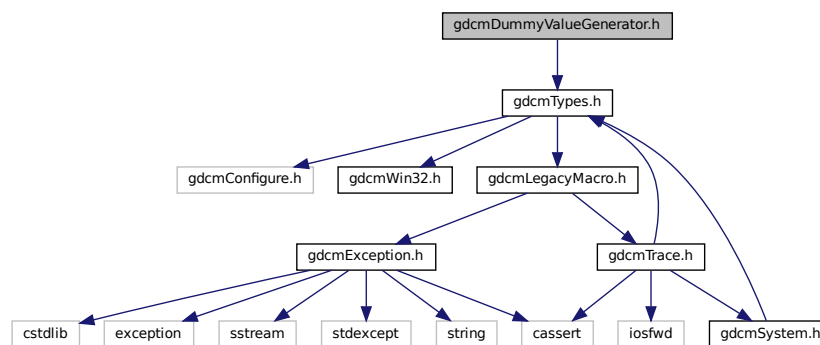 gdcmDummyValueGenerator.h
gdcmTypes.h
gdcmConfigure.h
gdcmWin32.h
gdcmLegacyMacro.h
gdcmException.h
gdcmTrace.h
cstdlib
exception
sstream
stdexcept
string
cassert
iosfwd
gdcmSystem.h